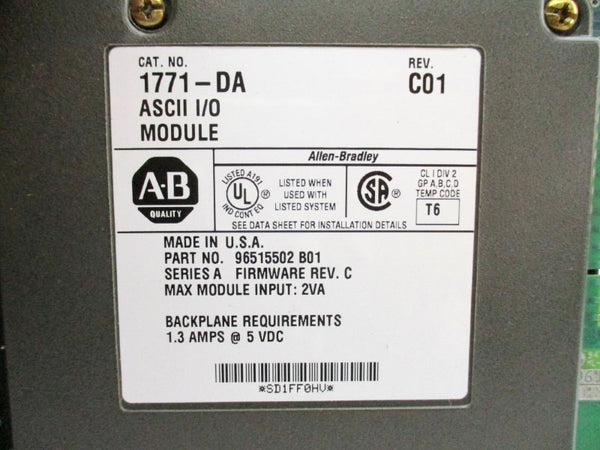 CAT. NO. REV.
1771-DA C01
ASCII I/O
MODULE
Allen-Bradley
A-B
QUALITY
LISTED A191
UL
IND CONT EQ
®
LISTED WHEN
USED WITH
LISTED SYSTEM
SA
®
CL I DIV 2
GP A,B,C,D
TEMP CODE
T6
SEE DATA SHEET FOR INSTALLATION DETAILS
MADE IN U.S.A.
PART NO. 96515502 B01
SERIES A FIRMWARE REV. C
MAX MODULE INPUT: 2VA
BACKPLANE REQUIREMENTS
1.3 AMPS @ 5 VDC
*SD1FF0HV*